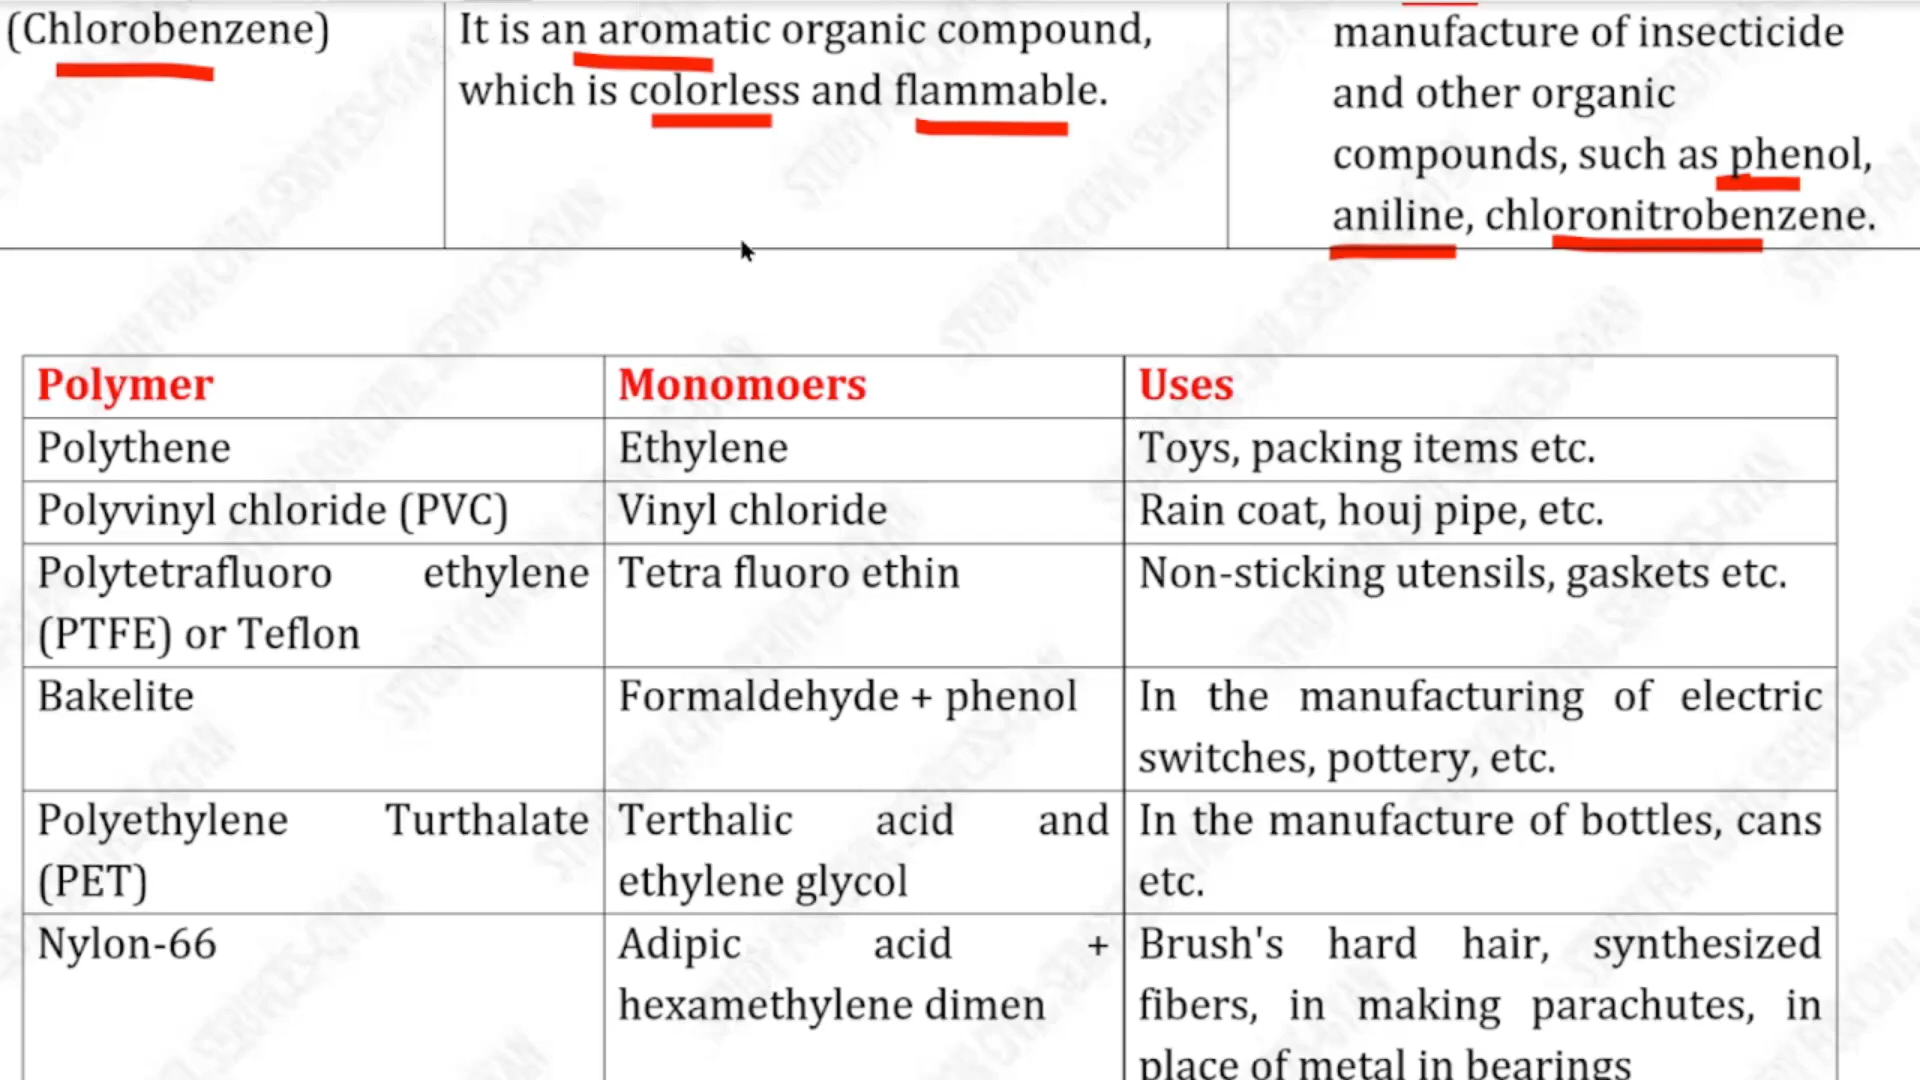 (Chlorobenzene)
It is an aromatic organic compound,
which is colorless and flammable.
manufacture of insecticide
and other organic
compounds, such as phenol,
aniline, chloronitrobenzene.
Polymer
Monomoers
Uses
Polythene
Ethylene
Toys, packing items etc.
Polyvinyl chloride (PVC)
Vinyl chloride
Rain coat, houj pipe, etc.
Polytetrafluoro ethylene
(PTFE) or Teflon
Tetra fluoro ethin
Non-sticking utensils, gaskets etc.
Bakelite
Formaldehyde + phenol
In the manufacturing of electric
switches, pottery, etc.
Polyethylene Turthalate
(PET)
Terthalic acid and
ethylene glycol
In the manufacture of bottles, cans
etc.
Nylon-66
Adipic acid +
hexamethylene dimen
Brush's hard hair, synthesized
fibers, in making parachutes, in
place of metal in bearings
STUDY FOR CIVIL SERVICES-GYAN